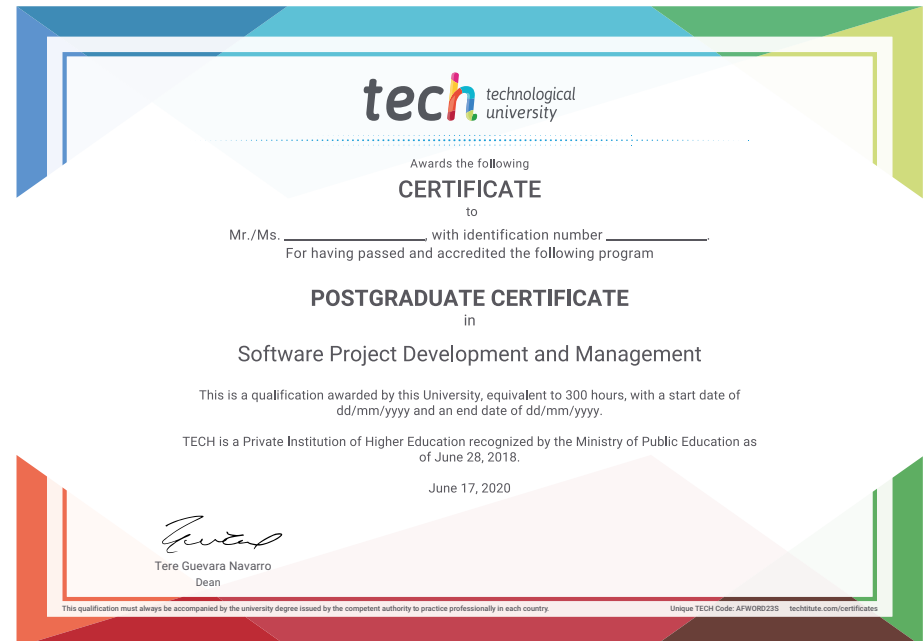 tech technological
university
Awards the following
CERTIFICATE
to
Mr./Ms. ____________________, with identification number ______________.
For having passed and accredited the following program
POSTGRADUATE CERTIFICATE
in
Software Project Development and Management
This is a qualification awarded by this University, equivalent to 300 hours, with a start date of
dd/mm/yyyy and an end date of dd/mm/yyyy.
TECH is a Private Institution of Higher Education recognized by the Ministry of Public Education as
of June 28, 2018.
June 17, 2020
Tere Guevara Navarro
Dean
This qualification must always be accompanied by the university degree issued by the competent authority to practice professionally in each country. Unique TECH Code: AFWORD23S techtitute.com/certificates